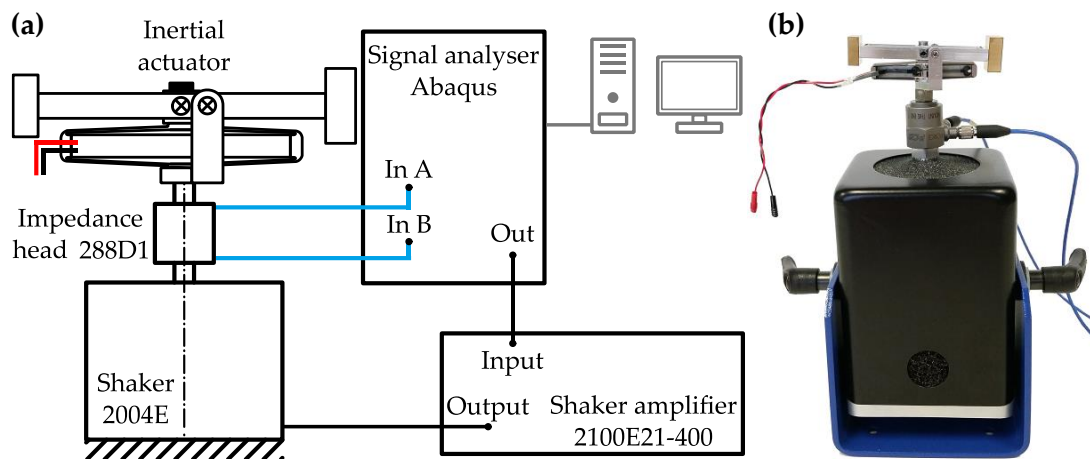 (a)
Inertial
actuator
Signal analyser
Abaqus
In A
In B
Out
Impedance
head 288D1
Input
Shaker
2004E
Output
Shaker amplifier
2100E21-400
(b)